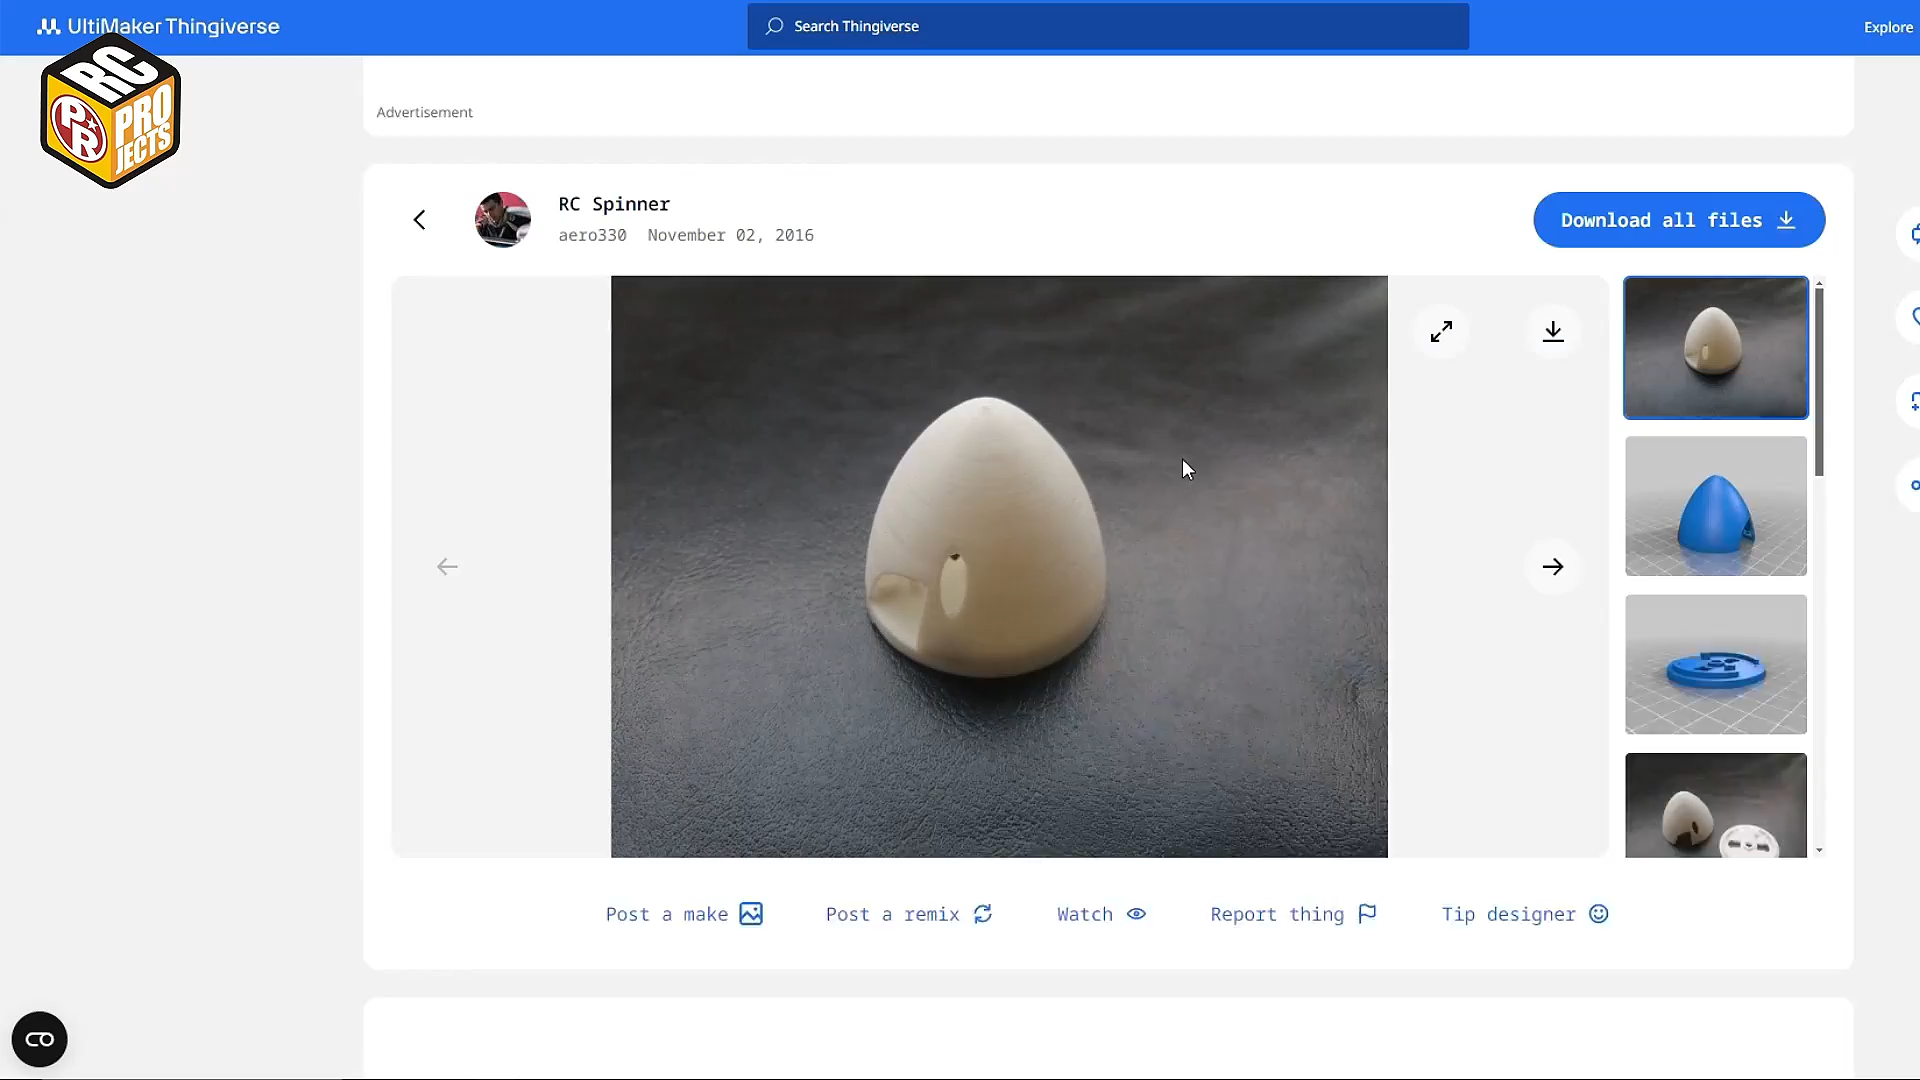 UltiMaker Thingiverse
Search Thingiverse
Explore
RC
PR
PRO
JECTS
Advertisement
RC Spinner
aero330 November 02, 2016
Download all files
Post a make
Post a remix
Watch
Report thing
Tip designer